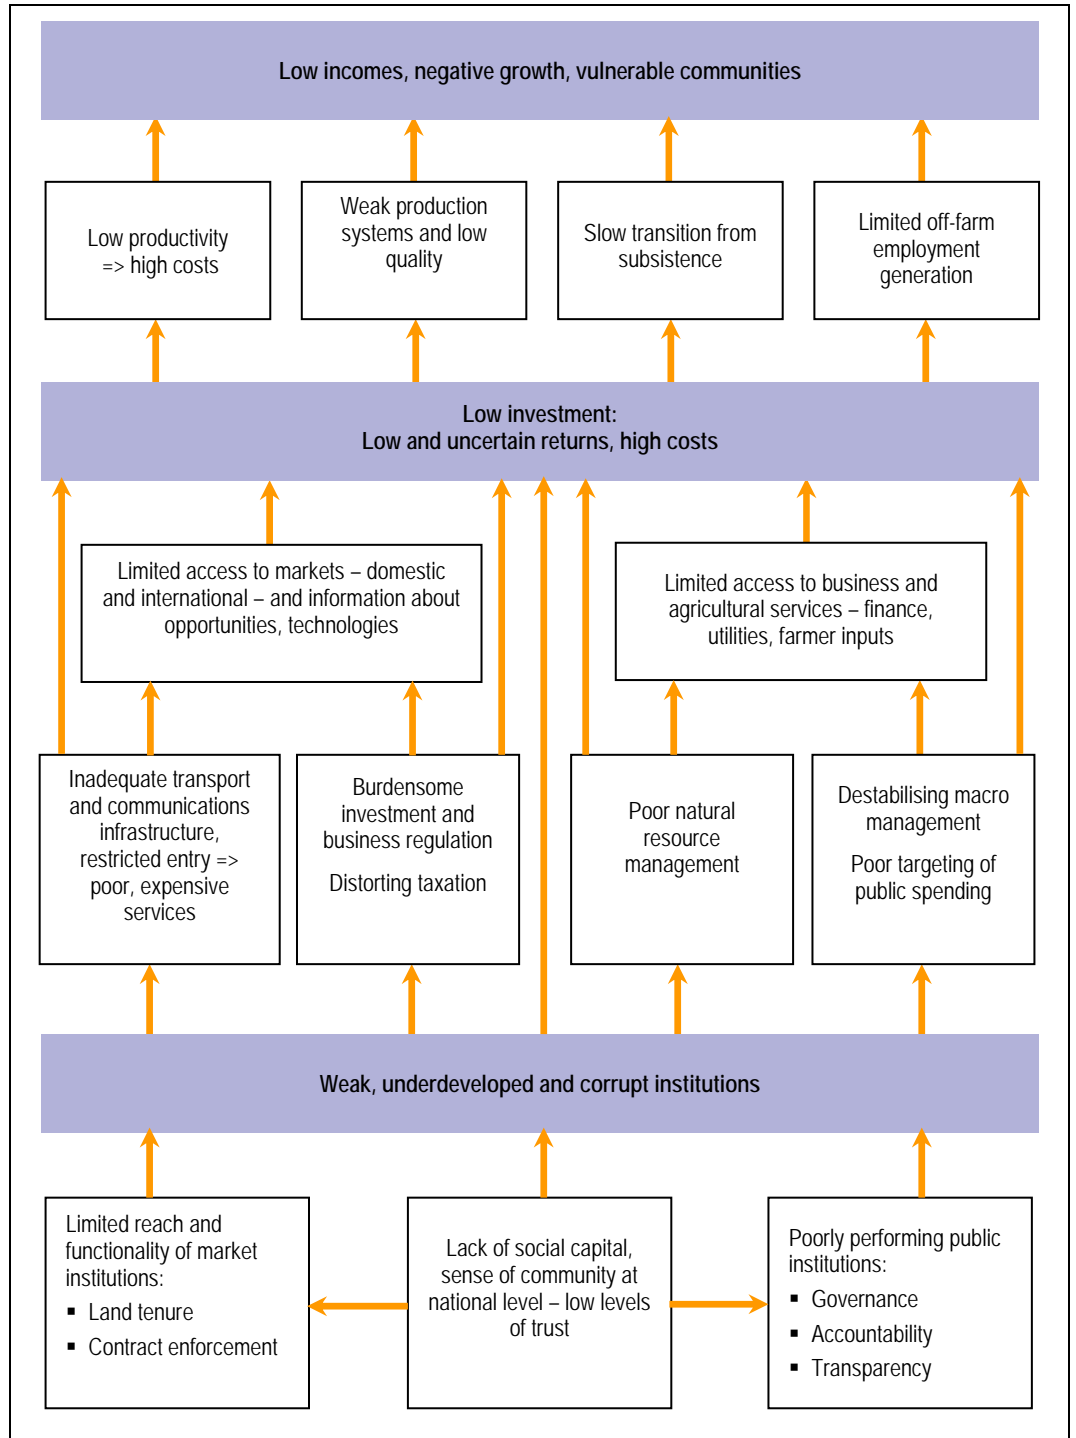 Low incomes, negative growth, vulnerable communities
Low productivity
=> high costs
Weak production
systems and low
quality
Slow transition from
subsistence
Limited off-farm
employment
generation
Low investment:
Low and uncertain returns, high costs
Limited access to markets – domestic
and international – and information about
opportunities, technologies
Limited access to business and
agricultural services – finance,
utilities, farmer inputs
Inadequate transport
and communications
infrastructure,
restricted entry =>
poor, expensive
services
Burdensome
investment and
business regulation
Distorting taxation
Poor natural
resource
management
Destabilising macro
management
Poor targeting of
public spending
Weak, underdeveloped and corrupt institutions
Limited reach and
functionality of market
institutions:
▪ Land tenure
▪ Contract enforcement
Lack of social capital,
sense of community at
national level – low levels
of trust
Poorly performing public
institutions:
▪ Governance
▪ Accountability
▪ Transparency